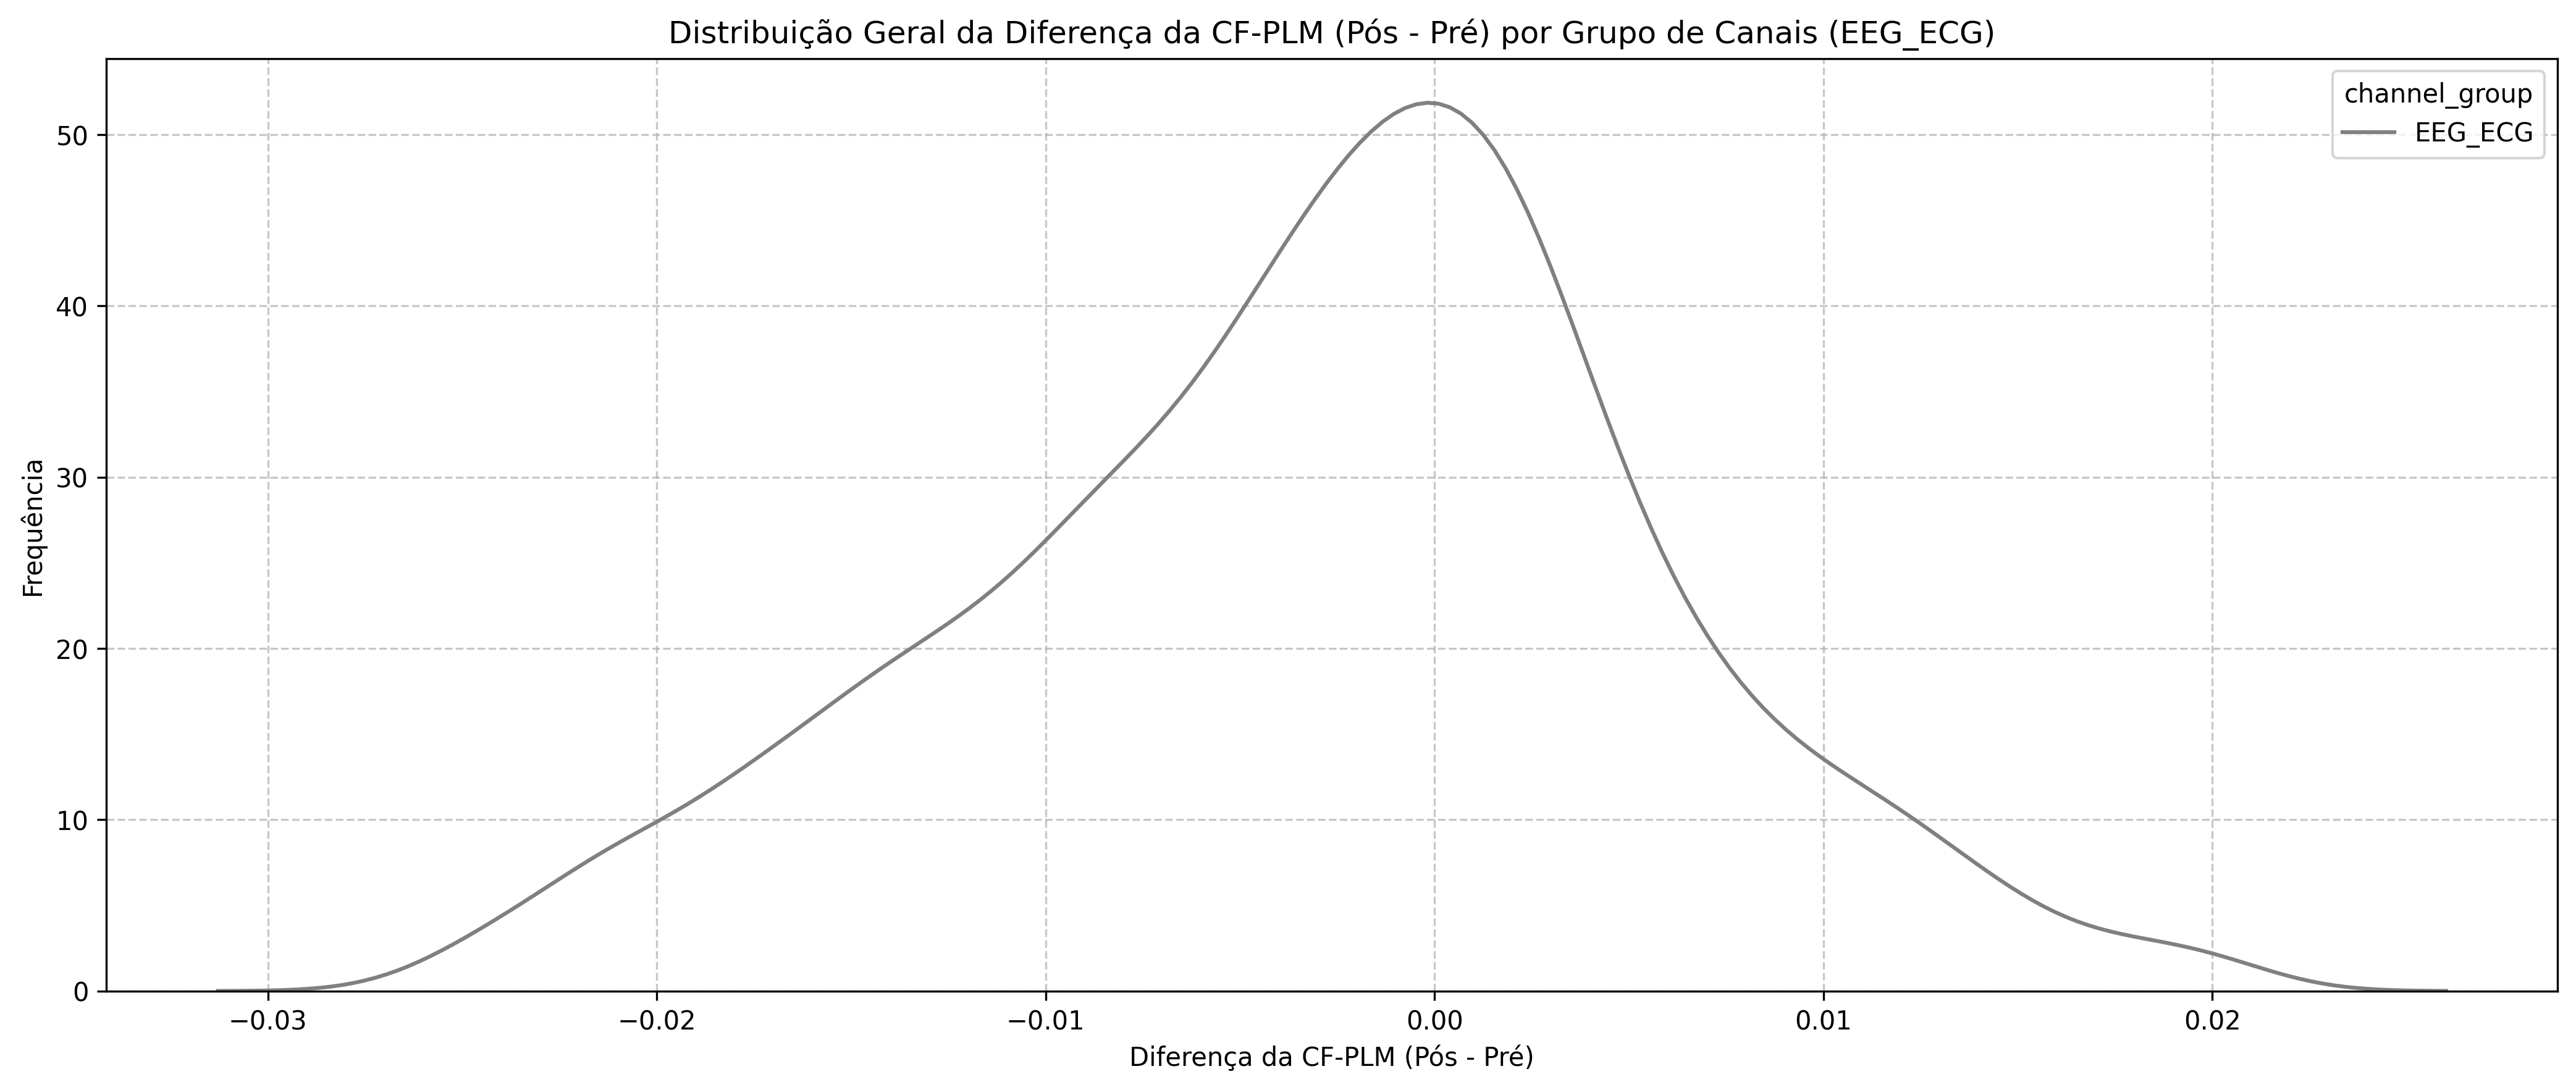 Distribuição Geral da Diferença da CF-PLM (Pós - Pré) por Grupo de Canais (EEG_ECG)
channel_group
EEG_ECG
Frequência
50
40
30
20
10
0
−0.03
−0.02
−0.01
0.00
0.01
0.02
Diferença da CF-PLM (Pós - Pré)